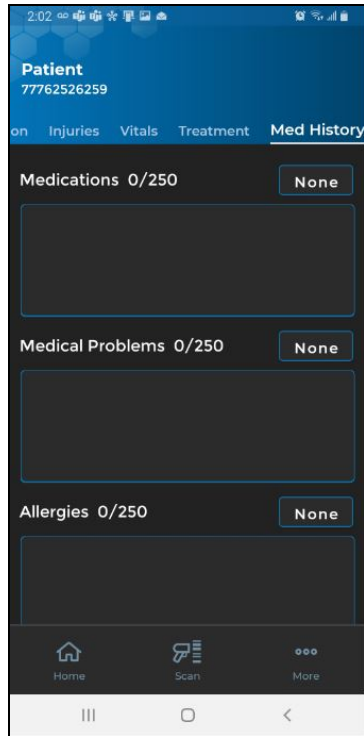 2:02
Patient
77762526259
on Injuries Vitals Treatment Med History
Medications 0/250 None
Medical Problems 0/250 None
Allergies 0/250 None
Home Scan More